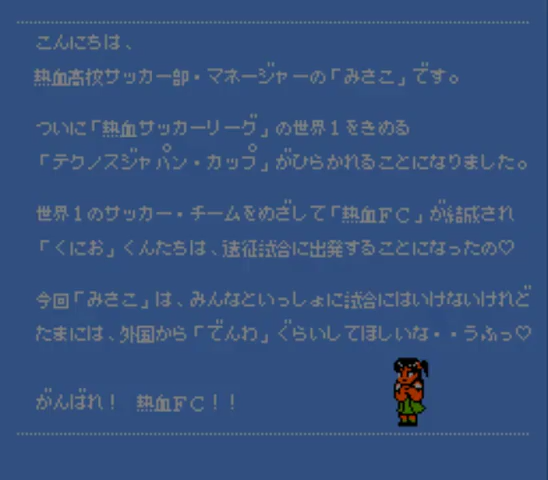 こんにちは、
熱血高校サッカー部・マネージャーの「みさこ」です。
ついに「熱血サッカーリーグ」の世界1をきめる
「テクノスジャパン・カップ」がひらかれることになりました。
世界1のサッカー・チームをめざして「熱血FC」が結成され
「くにお」くんたちは、遠征試合に出発することになったの♡
今回「みさこ」は、みんなといっしょに試合にはいけないけれど
たまには、外国から「でんわ」ぐらいしてほしいな・・うふっ♡
がんばれ! 熱血FC!!